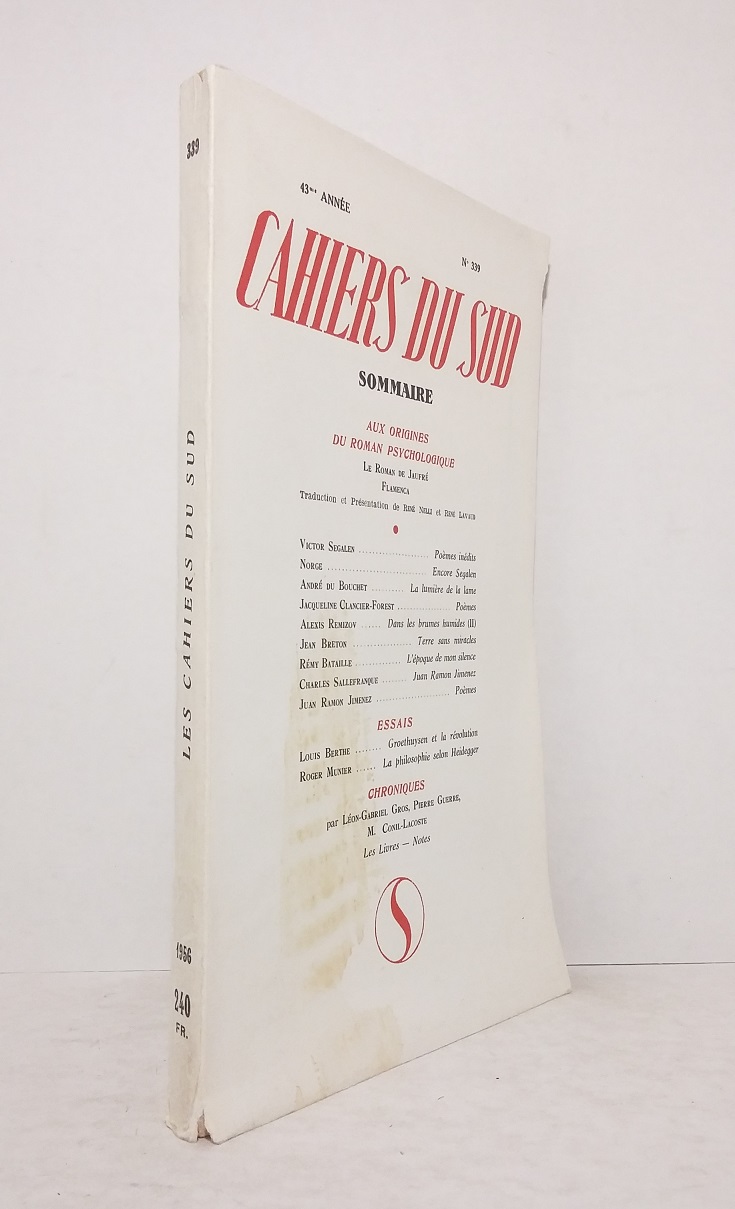 339
LES CAHIERS DU SUD
1956
240
FR.
43me ANNÉE
N° 339
CAHIERS DU SUD
SOMMAIRE
AUX ORIGINES
DU ROMAN PSYCHOLOGIQUE
LE ROMAN DE JAUFRÉ
FLAMENCA
Traduction et Présentation de RENÉ NELLI et RENÉ LAVAUD
VICTOR SEGALEN ........................ Poèmes inédits
NORGE .................................. Encore Segalen
ANDRÉ DU BOUCHET .......... La lumière de la lame
JACQUELINE CLANCIER-FOREST ................. Poèmes
ALEXIS REMIZOV ...... Dans les brumes humides (II)
JEAN BRETON .................. Terre sans miracles
RÉMY BATAILLE .............. L'époque de mon silence
CHARLES SALLEFRANQUE ........ Juan Ramon Jimenez
JUAN RAMON JIMENEZ ........................ Poèmes
ESSAIS
LOUIS BERTHE ........ Groethuysen et la révolution
ROGER MUNIER ...... La philosophie selon Heidegger
CHRONIQUES
par LÉON-GABRIEL GROS, PIERRE GUERRE,
M. CONIL-LACOSTE
Les Livres — Notes
S